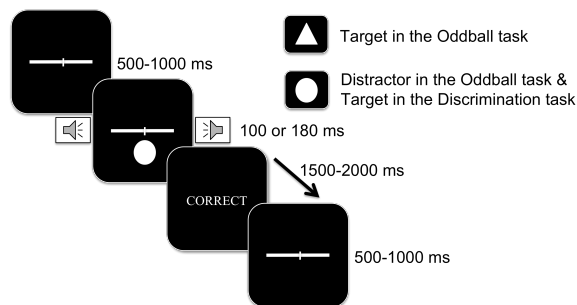 Target in the Oddball task
500-1000 ms
Distractor in the Oddball task &
Target in the Discrimination task
100 or 180 ms
1500-2000 ms
CORRECT
500-1000 ms